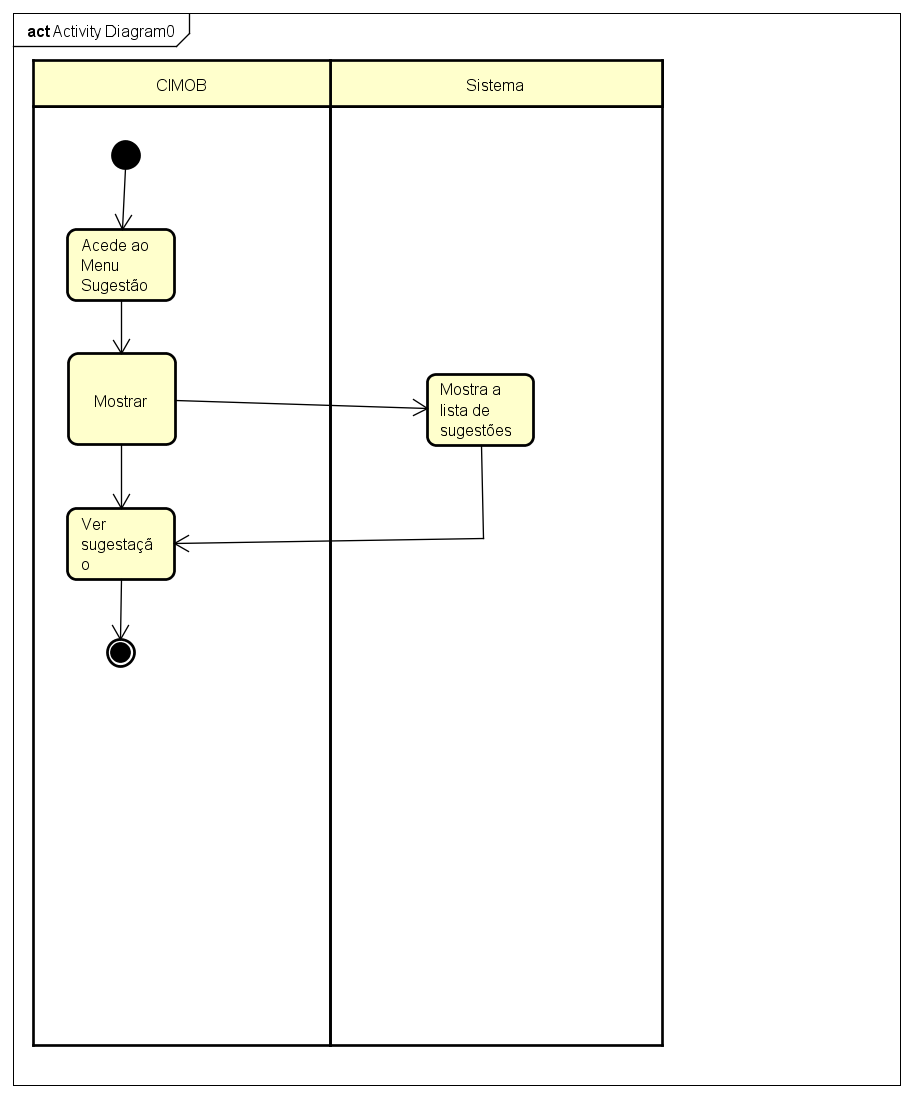 act Activity Diagram0
CIMOB
Sistema
Acede ao
Menu
Sugestão
Mostrar
Mostra a
lista de
sugestões
Ver
sugestaçã
o